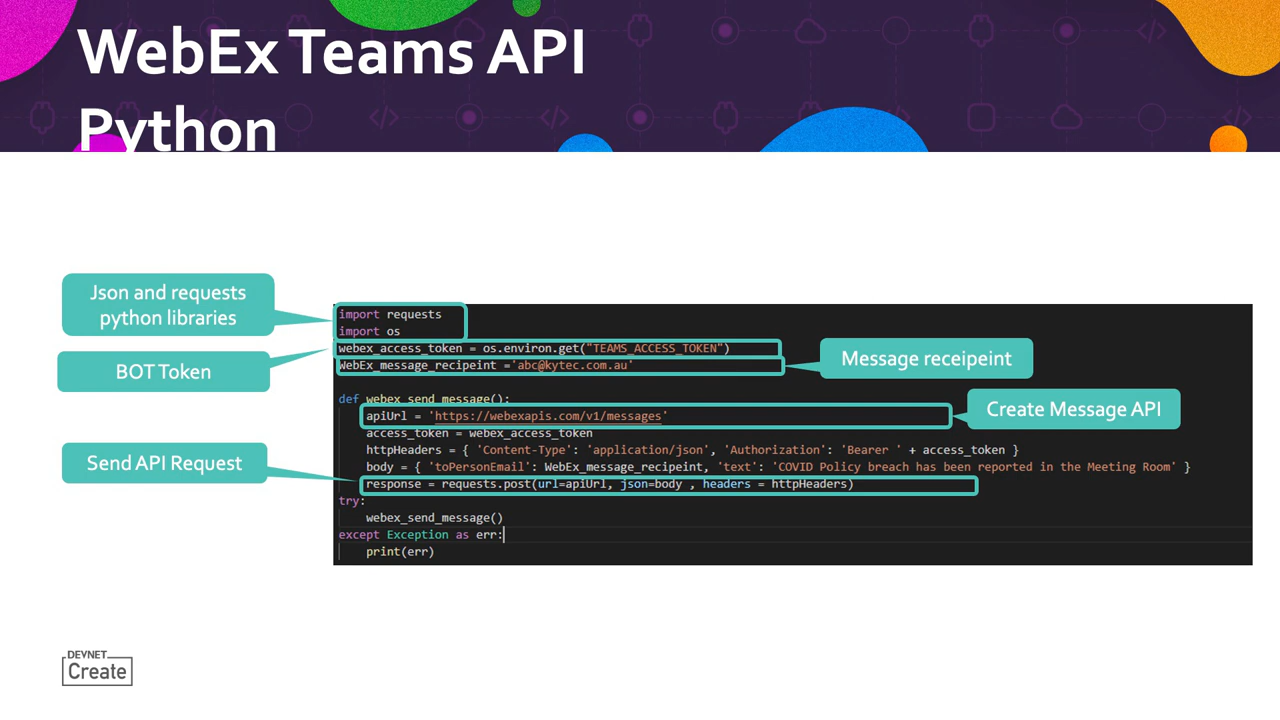 WebEx Teams API
Python
Json and requests
python libraries
BOT Token
Send API Request
import requests
import os
webex_access_token = os.environ.get("TEAMS_ACCESS_TOKEN")
WebEx_message_recipeint ='abc@kytec.com.au'
def webex_send_message():
apiUrl = 'https://webexapis.com/v1/messages'
access_token = webex_access_token
httpHeaders = { 'Content-Type': 'application/json', 'Authorization': 'Bearer ' + access_token }
body = { 'toPersonEmail': WebEx_message_recipeint, 'text': 'COVID Policy breach has been reported in the Meeting Room' }
response = requests.post(url=apiUrl, json=body , headers = httpHeaders)
try:
webex_send_message()
except Exception as err:
print(err)
Message receipeint
Create Message API
DEVNET
Create